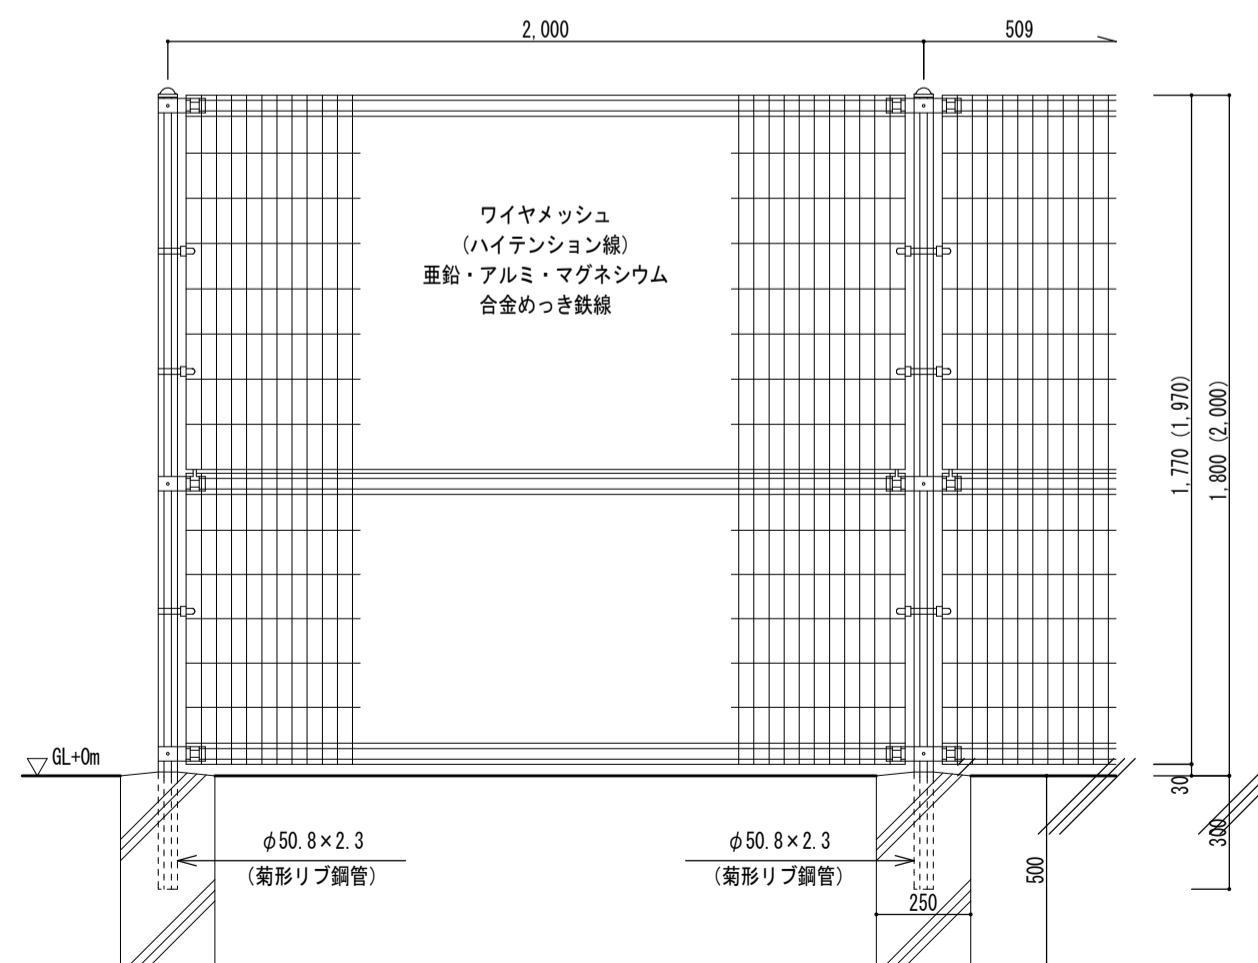 2,000
509
ワイヤメッシュ
(ハイテンション線)
亜鉛・アルミ・マグネシウム
合金めっき鉄線
1,770 (1,970)
1,800 (2,000)
GL+0m
30
300
φ50.8×2.3
(菊形リブ鋼管)
φ50.8×2.3
(菊形リブ鋼管)
500
250